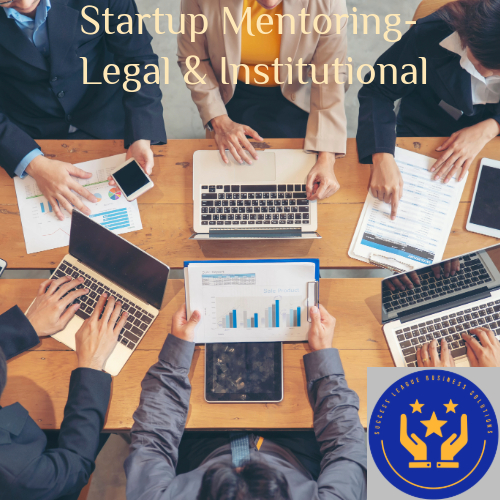 Startup Mentoring-
Legal & Institutional
SUCCESS LEAGUE BUSINESS SOLUTIONS